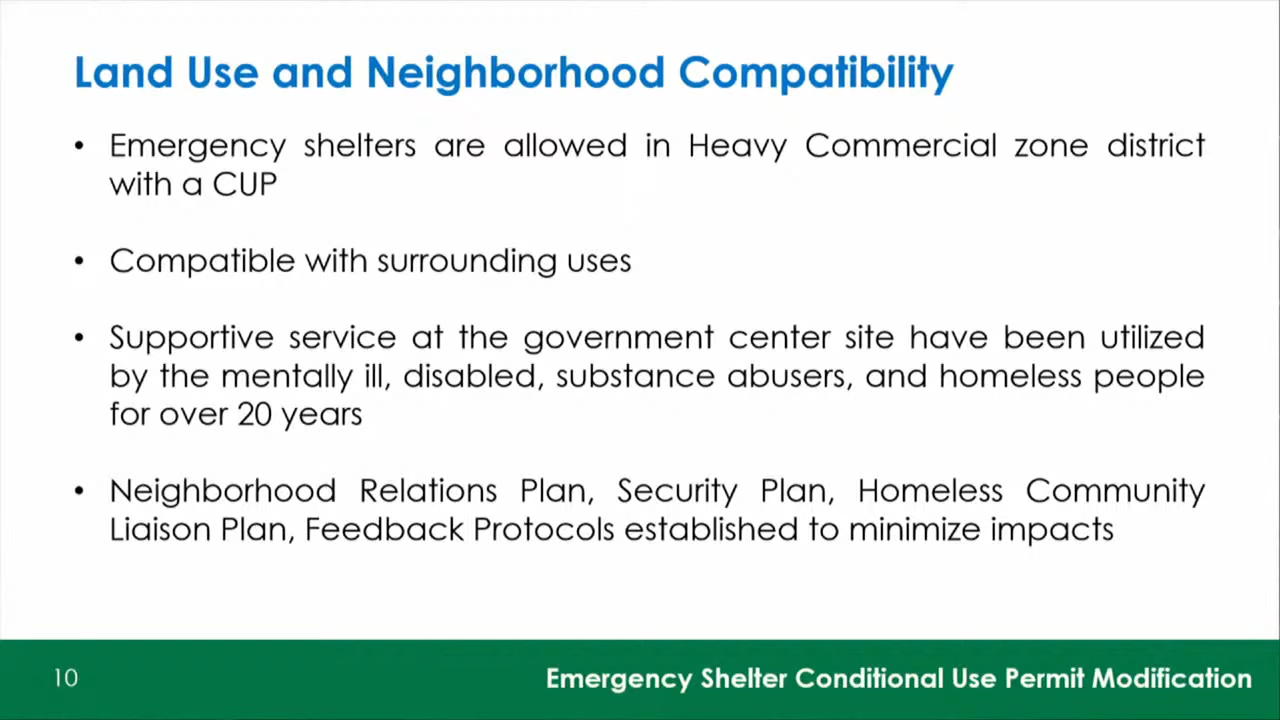 Land Use and Neighborhood Compatibility
• Emergency shelters are allowed in Heavy Commercial zone district
with a CUP
• Compatible with surrounding uses
• Supportive service at the government center site have been utilized
by the mentally ill, disabled, substance abusers, and homeless people
for over 20 years
• Neighborhood Relations Plan, Security Plan, Homeless Community
Liaison Plan, Feedback Protocols established to minimize impacts
10
Emergency Shelter Conditional Use Permit Modification